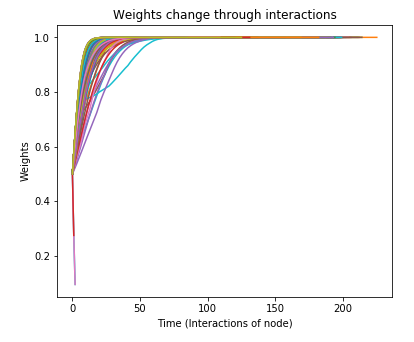 Weights change through interactions
1.0
0.8
0.6
0.4
0.2
Weights
0 50 100 150 200
Time (Interactions of node)